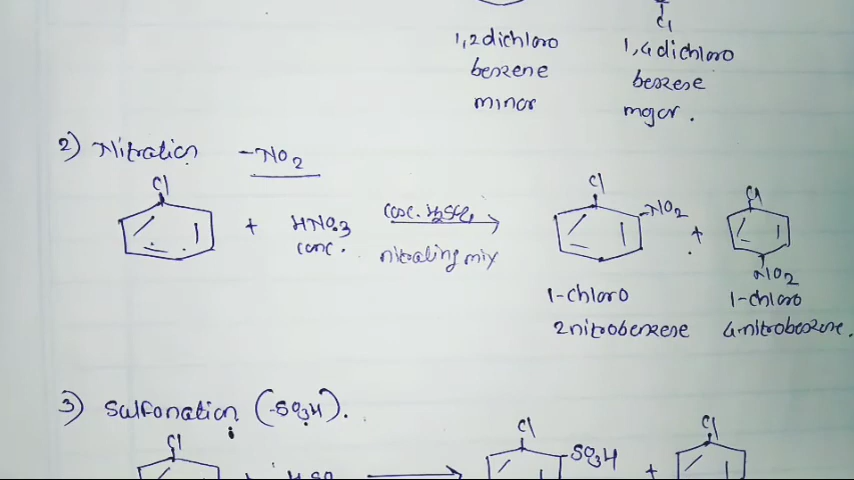 Cl
1,2 dichloro
benzene
minor
1,4 dichloro
benzene
major.
2) Nitration -NO2
Cl
+ HNO3
conc.
conc. H2SO4
nitrating mix
Cl
-NO2
+
Cl
NO2
1-chloro
2nitrobenzene
1-chloro
4-nitrobenzene.
3) Sulfonation (-SO3H).
Cl
+
Cl
-SO3H
+
Cl